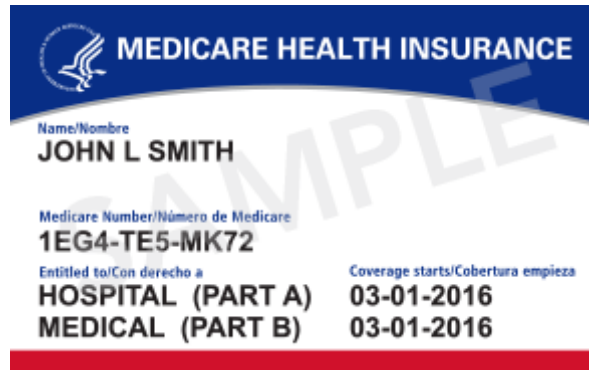 MEDICARE HEALTH INSURANCE
Name/Nombre
JOHN L SMITH
Medicare Number/Número de Medicare
1EG4-TE5-MK72
Entitled to/Con derecho a Coverage starts/Cobertura empieza
HOSPITAL (PART A) 03-01-2016
MEDICAL (PART B) 03-01-2016
SAMPLE